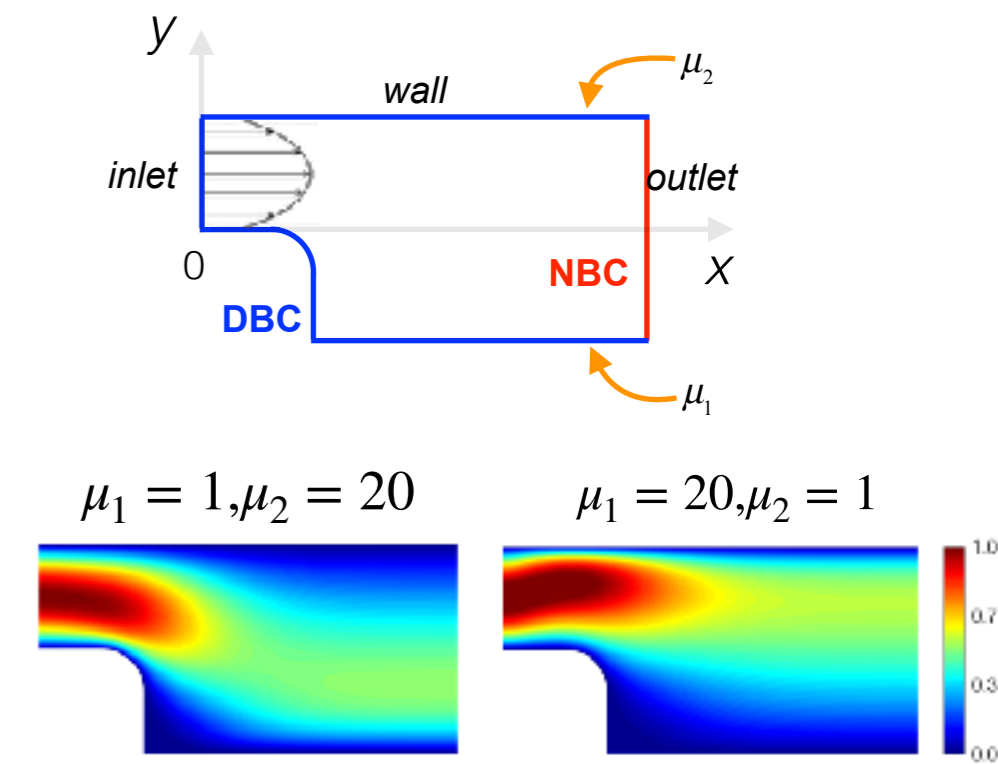 y
μ₂
wall
inlet
outlet
0
NBC
x
DBC
μ₁
μ₁ = 1,μ₂ = 20
μ₁ = 20,μ₂ = 1
1.0
0.7
0.3
0.0